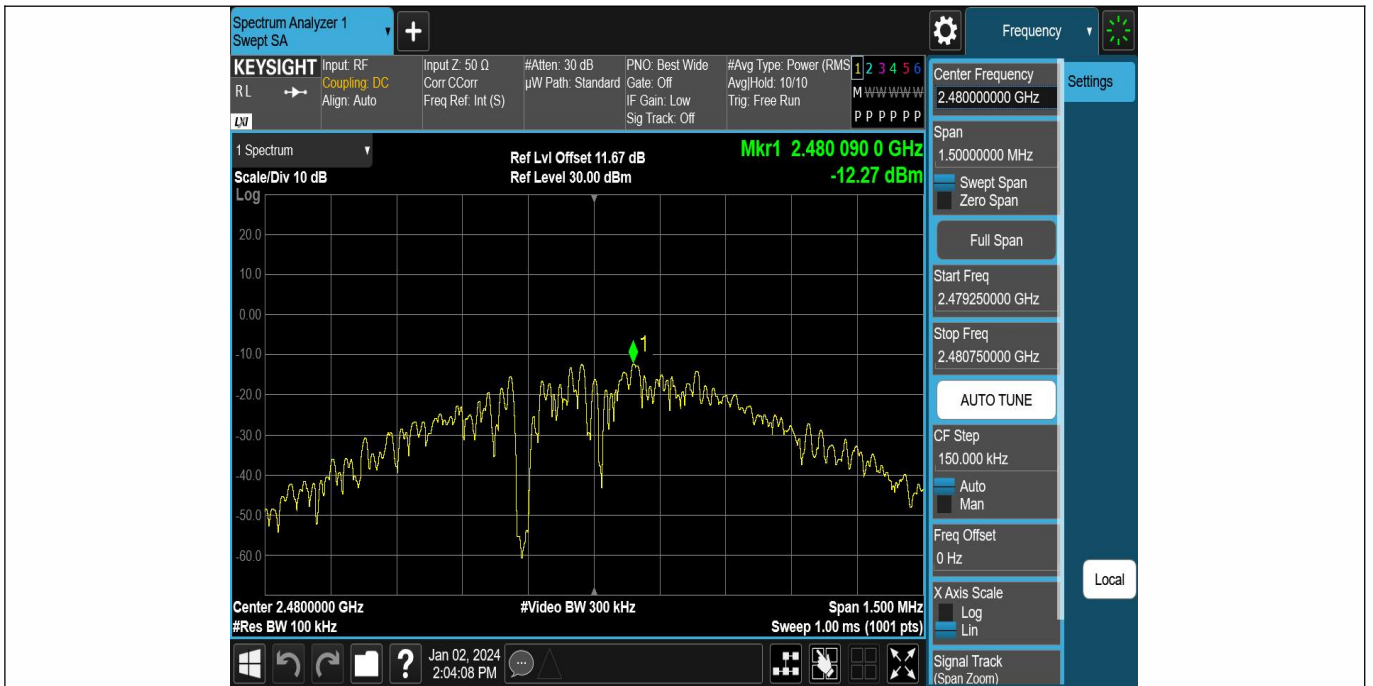 Spectrum Analyzer 1
Swept SA
+
Frequency
KEYSIGHT
RL
LXI
Input: RF
Coupling: DC
Align: Auto
Input Z: 50 Ω
Corr CCorr
Freq Ref: Int (S)
#Atten: 30 dB
µW Path: Standard
PNO: Best Wide
Gate: Off
IF Gain: Low
Sig Track: Off
#Avg Type: Power (RMS
Avg|Hold: 10/10
Trig: Free Run
1 2 3 4 5 6
M W W W W W
P P P P P P
1 Spectrum
Scale/Div 10 dB
Log
Ref Lvl Offset 11.67 dB
Ref Level 30.00 dBm
Mkr1 2.480 090 0 GHz
-12.27 dBm
20.0
10.0
0.00
-10.0
-20.0
-30.0
-40.0
-50.0
-60.0
1
Center 2.4800000 GHz
#Res BW 100 kHz
#Video BW 300 kHz
Span 1.500 MHz
Sweep 1.00 ms (1001 pts)
Center Frequency
2.480000000 GHz
Settings
Span
1.50000000 MHz
Swept Span
Zero Span
Full Span
Start Freq
2.479250000 GHz
Stop Freq
2.480750000 GHz
AUTO TUNE
CF Step
150.000 kHz
Auto
Man
Freq Offset
0 Hz
X Axis Scale
Log
Lin
Local
Signal Track
(Span Zoom)
?
Jan 02, 2024
2:04:08 PM